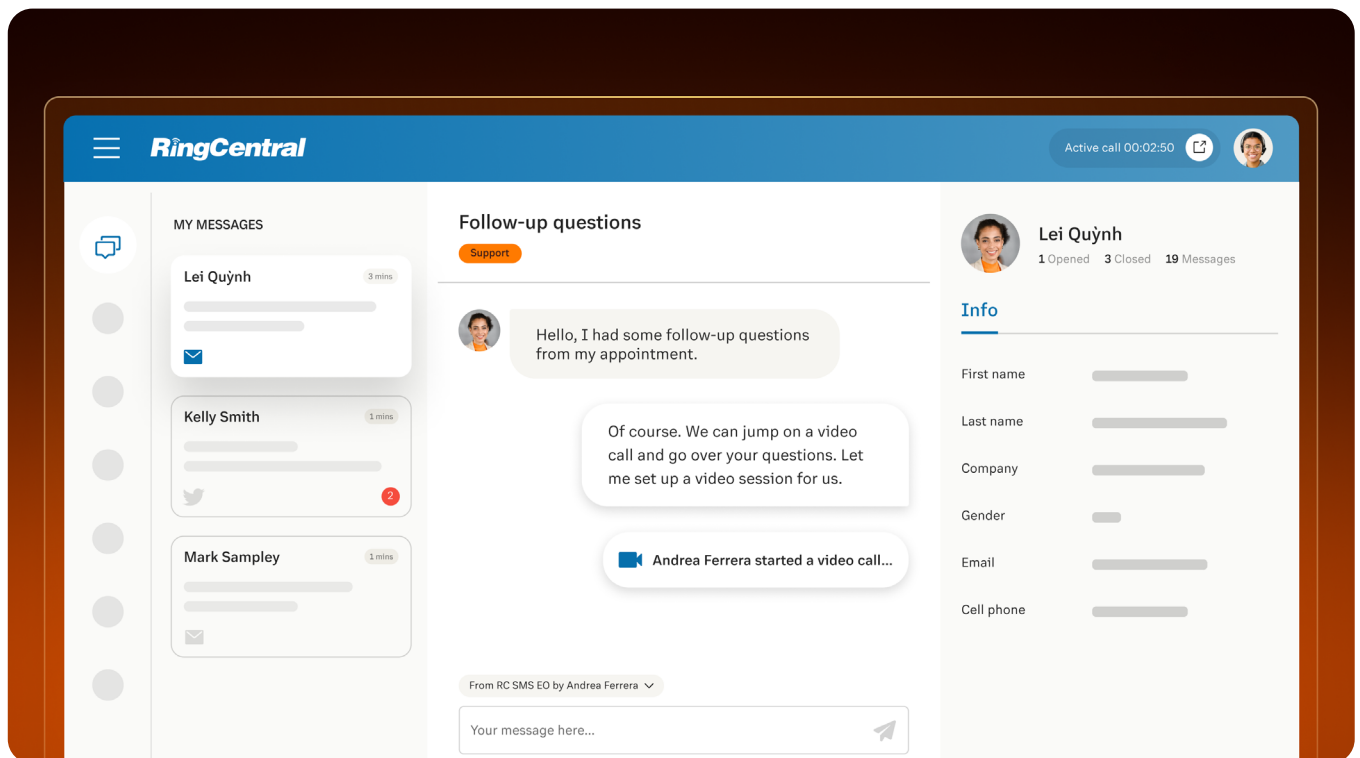 RingCentral
Active call 00:02:50
MY MESSAGES
Lei Quỳnh
3 mins
Kelly Smith
1 mins
2
Mark Sampley
1 mins
Follow-up questions
Support
Hello, I had some follow-up questions
from my appointment.
Of course. We can jump on a video
call and go over your questions. Let
me set up a video session for us.
Andrea Ferrera started a video call...
From RC SMS EO by Andrea Ferrera
Your message here...
Lei Quỳnh
1 Opened 3 Closed 19 Messages
Info
First name
Last name
Company
Gender
Email
Cell phone